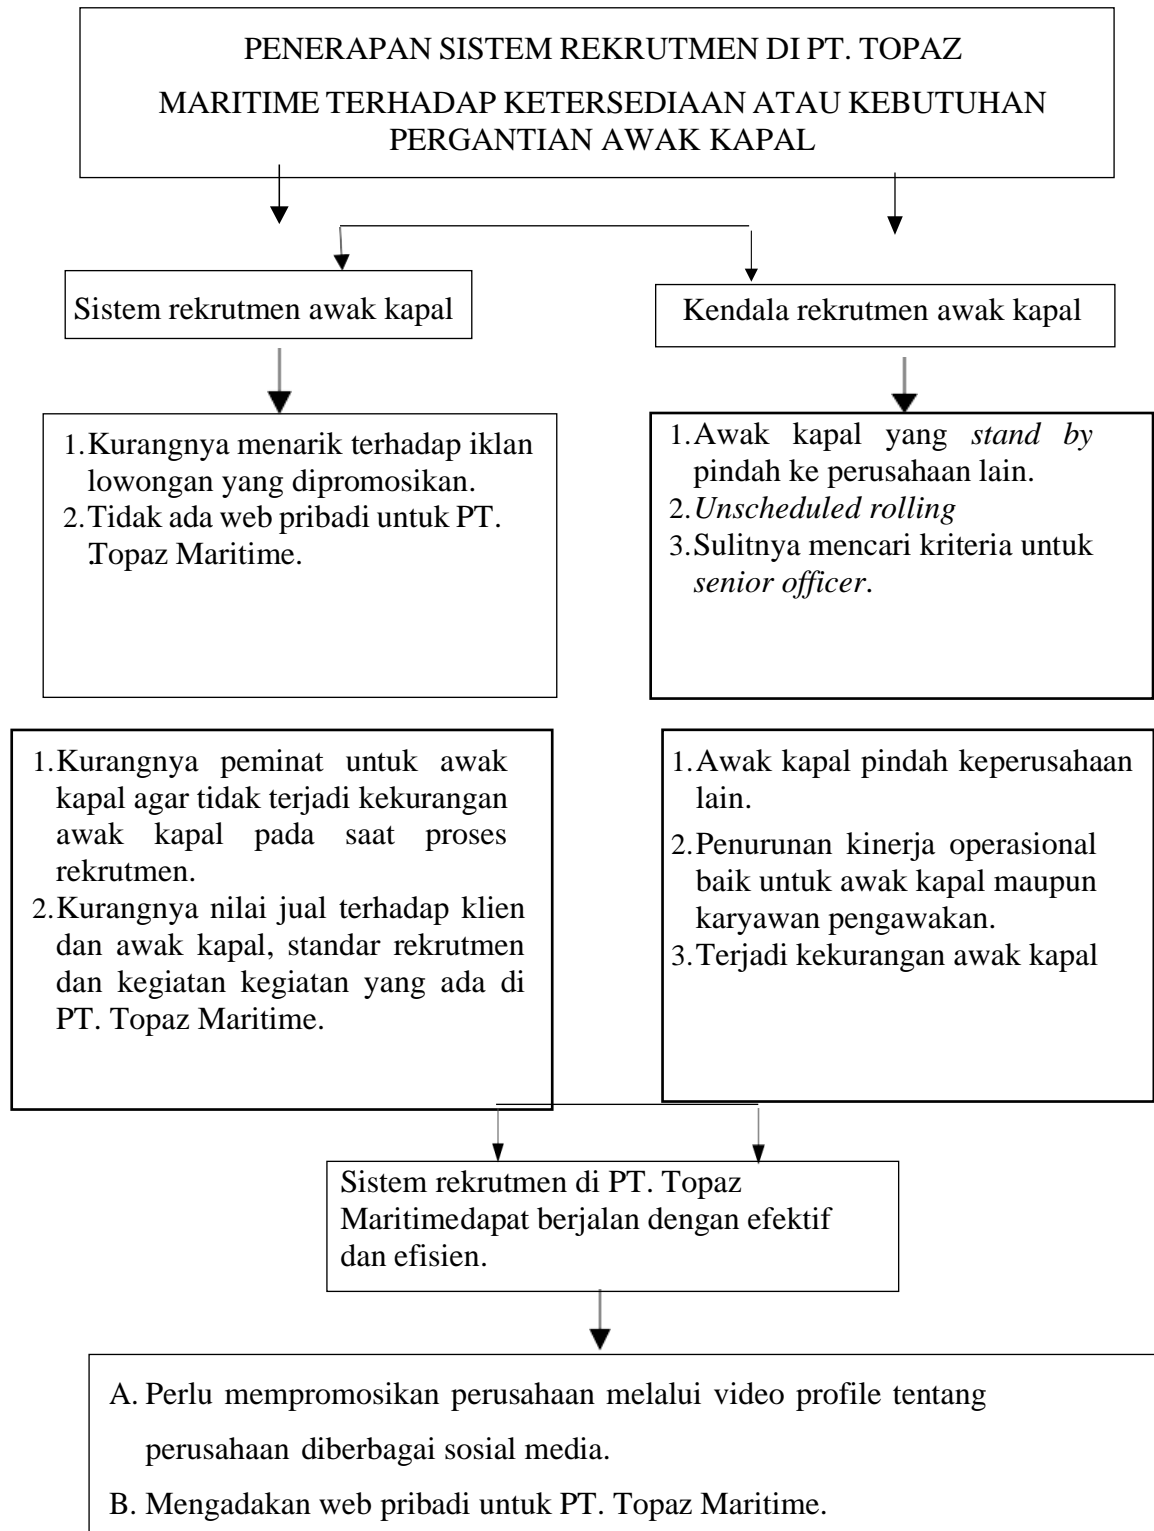 PENERAPAN SISTEM REKRUTMEN DI PT. TOPAZ
MARITIME TERHADAP KETERSEDIAAN ATAU KEBUTUHAN
PERGANTIAN AWAK KAPAL
Sistem rekrutmen awak kapal
Kendala rekrutmen awak kapal
1.Kurangnya menarik terhadap iklan
lowongan yang dipromosikan.
2.Tidak ada web pribadi untuk PT.
.Topaz Maritime.
1.Awak kapal yang stand by
pindah ke perusahaan lain.
2.Unscheduled rolling
3.Sulitnya mencari kriteria untuk
senior officer.
1.Kurangnya peminat untuk awak
kapal agar tidak terjadi kekurangan
awak kapal pada saat proses
rekrutmen.
2.Kurangnya nilai jual terhadap klien
dan awak kapal, standar rekrutmen
dan kegiatan kegiatan yang ada di
PT. Topaz Maritime.
1.Awak kapal pindah keperusahaan
lain.
2.Penurunan kinerja operasional
baik untuk awak kapal maupun
karyawan pengawakan.
3.Terjadi kekurangan awak kapal
Sistem rekrutmen di PT. Topaz
Maritimedapat berjalan dengan efektif
dan efisien.
A. Perlu mempromosikan perusahaan melalui video profile tentang
perusahaan diberbagai sosial media.
B. Mengadakan web pribadi untuk PT. Topaz Maritime.